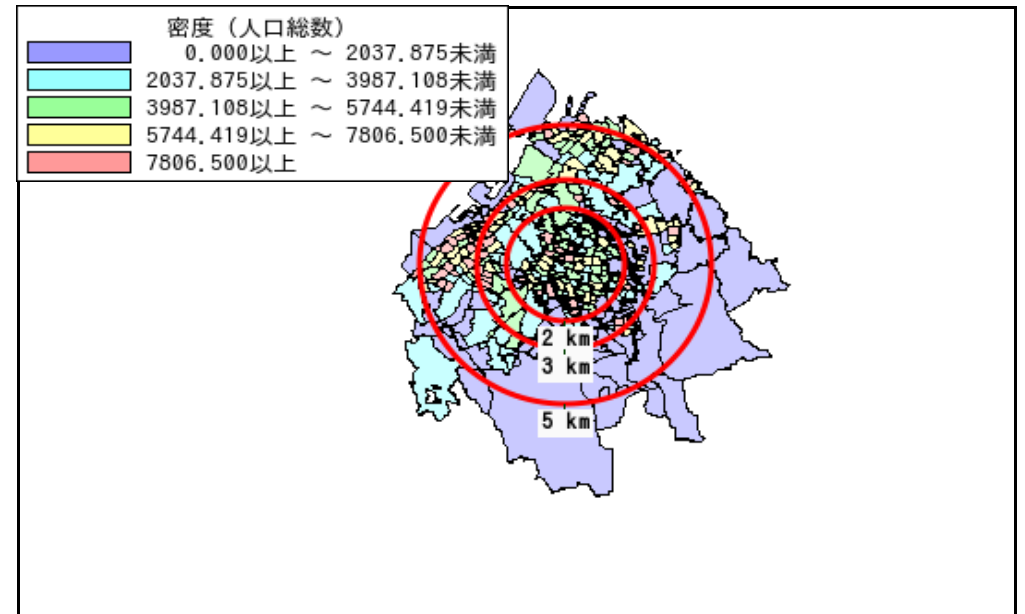 密度（人口総数）
0.000以上 ～ 2037.875未満
2037.875以上 ～ 3987.108未満
3987.108以上 ～ 5744.419未満
5744.419以上 ～ 7806.500未満
7806.500以上
2 km
3 km
5 km